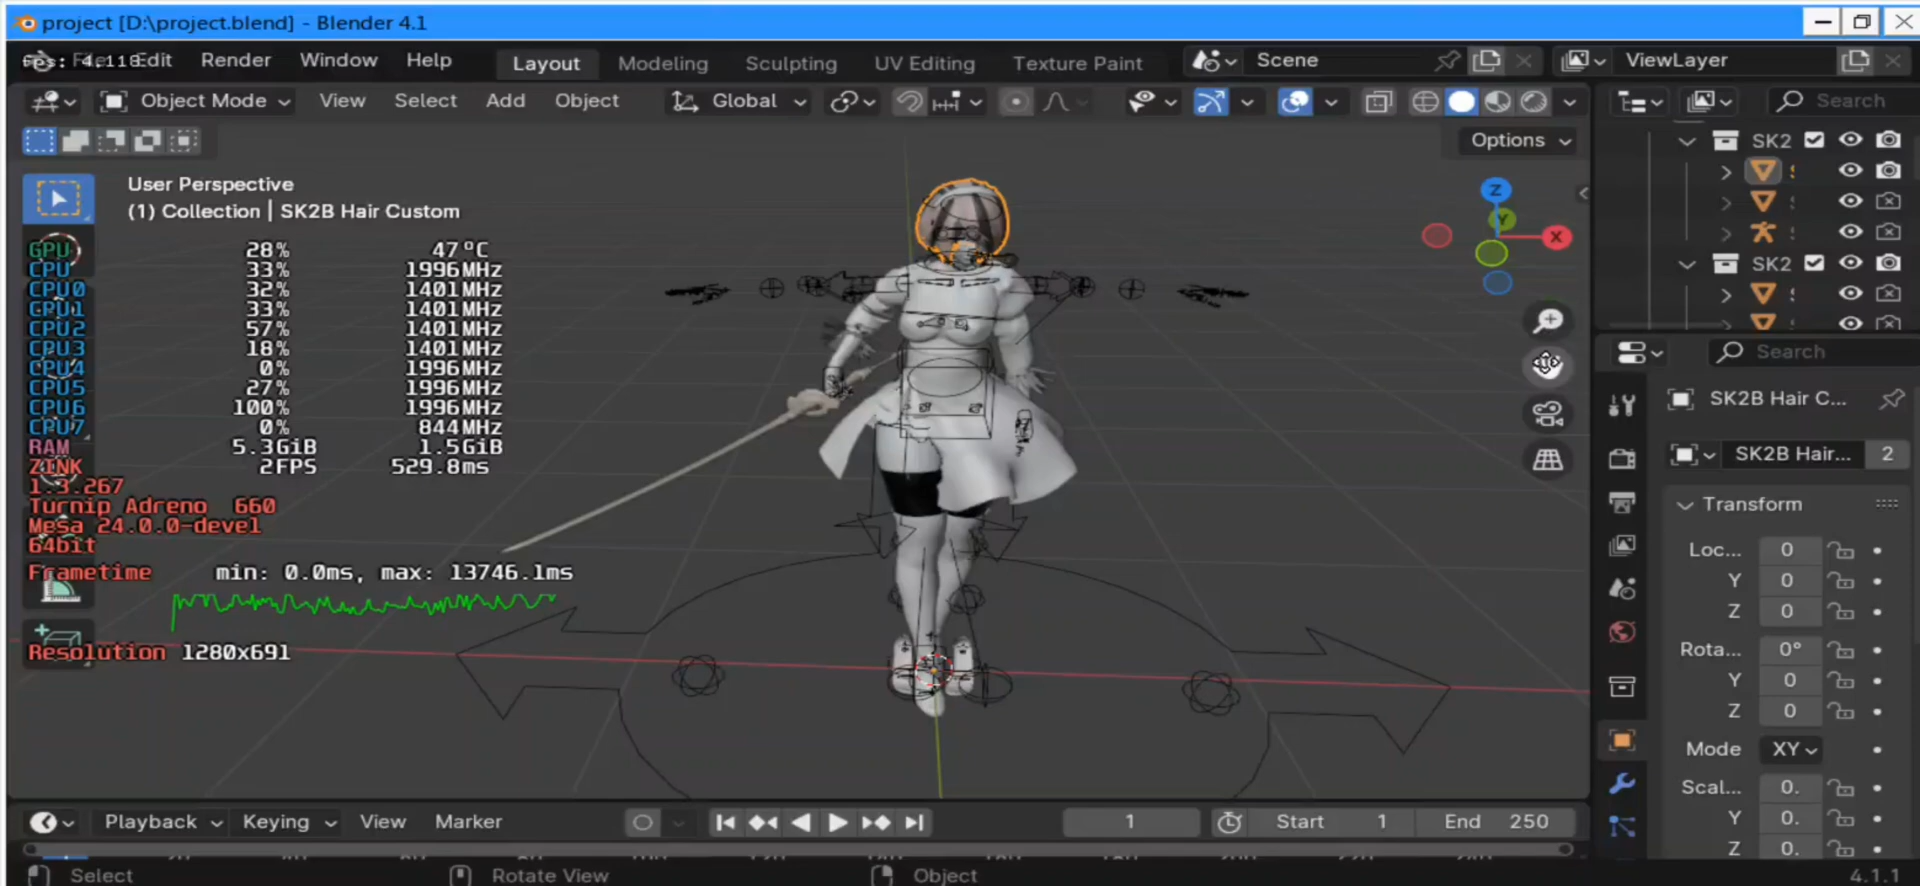 project [D:\project.blend] - Blender 4.1
fps: 4.118 File Edit Render Window Help
Layout Modeling Sculpting UV Editing Texture Paint
Scene
ViewLayer
Object Mode View Select Add Object
Global
Search
Options
User Perspective
(1) Collection | SK2B Hair Custom
GPU 28% 47°C
CPU 33% 1996MHz
CPU0 32% 1401MHz
CPU1 33% 1401MHz
CPU2 57% 1401MHz
CPU3 18% 1401MHz
CPU4 0% 1996MHz
CPU5 27% 1996MHz
CPU6 100% 1996MHz
CPU7 0% 844MHz
RAM 5.3GiB 1.5GiB
ZINK 2FPS 529.8ms
1.3.267
Turnip Adreno 660
Mesa 24.0.0-devel
64bit
Frametime min: 0.0ms, max: 13746.1ms
Resolution 1280x691
Z
Y
X
SK2
SK2
Search
SK2B Hair C...
SK2B Hair... 2
Transform
Loc... 0
Y 0
Z 0
Rota... 0°
Y 0
Z 0
Mode XY
Scal... 0.
Y 0.
Z 0.
Playback Keying View Marker
1
Start 1 End 250
Select
Rotate View
Object
4.1.1